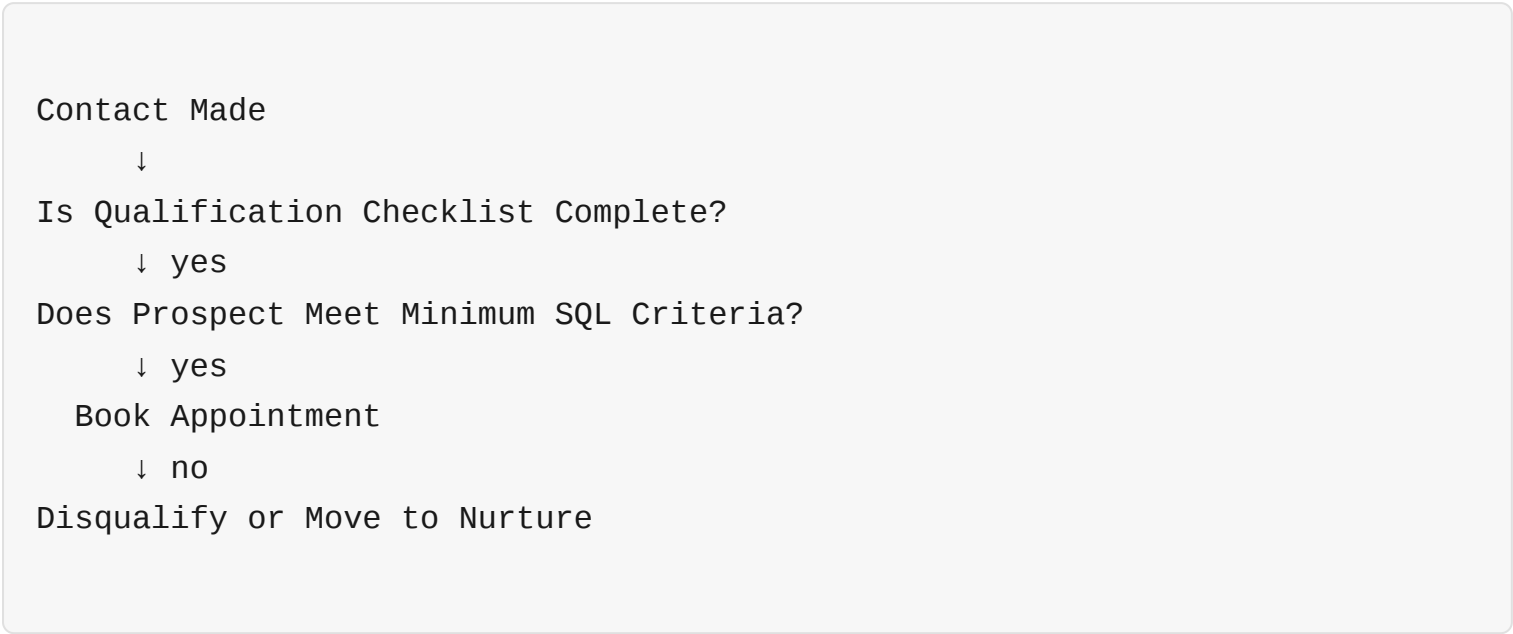 Contact Made
↓
Is Qualification Checklist Complete?
↓ yes
Does Prospect Meet Minimum SQL Criteria?
↓ yes
Book Appointment
↓ no
Disqualify or Move to Nurture